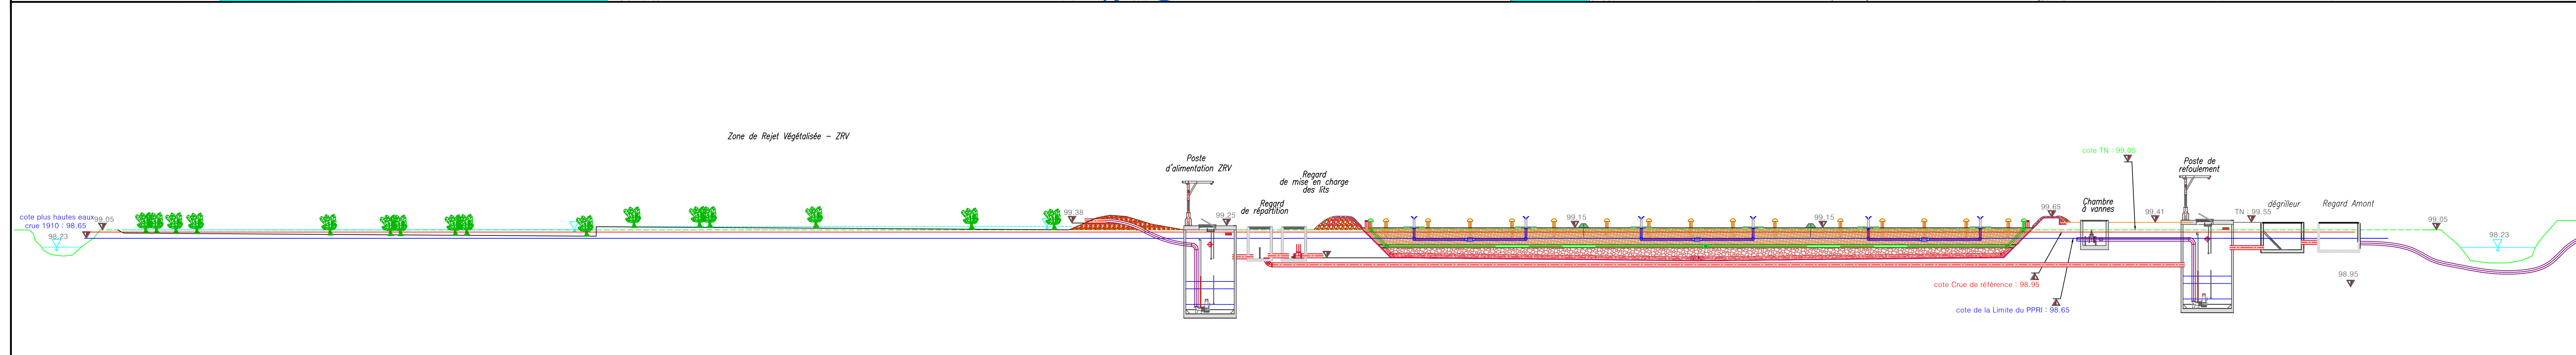 Zone de Rejet Végétalisée - ZRV
cote plus hautes eaux
crue 1910 : 98.65
99.05
98.23
99.38
Poste
d'alimentation ZRV
99.25
Regard
de répartition
Regard
de mise en charge
des lits
99.15
99.15
99.65
cote TN : 99.05
Chambre
à vannes
99.41
Poste de
refoulement
TN : 99.55
dégrilleur
Regard Amont
99.05
98.23
98.95
cote Crue de référence : 98.95
cote de la Limite du PPRI : 98.65